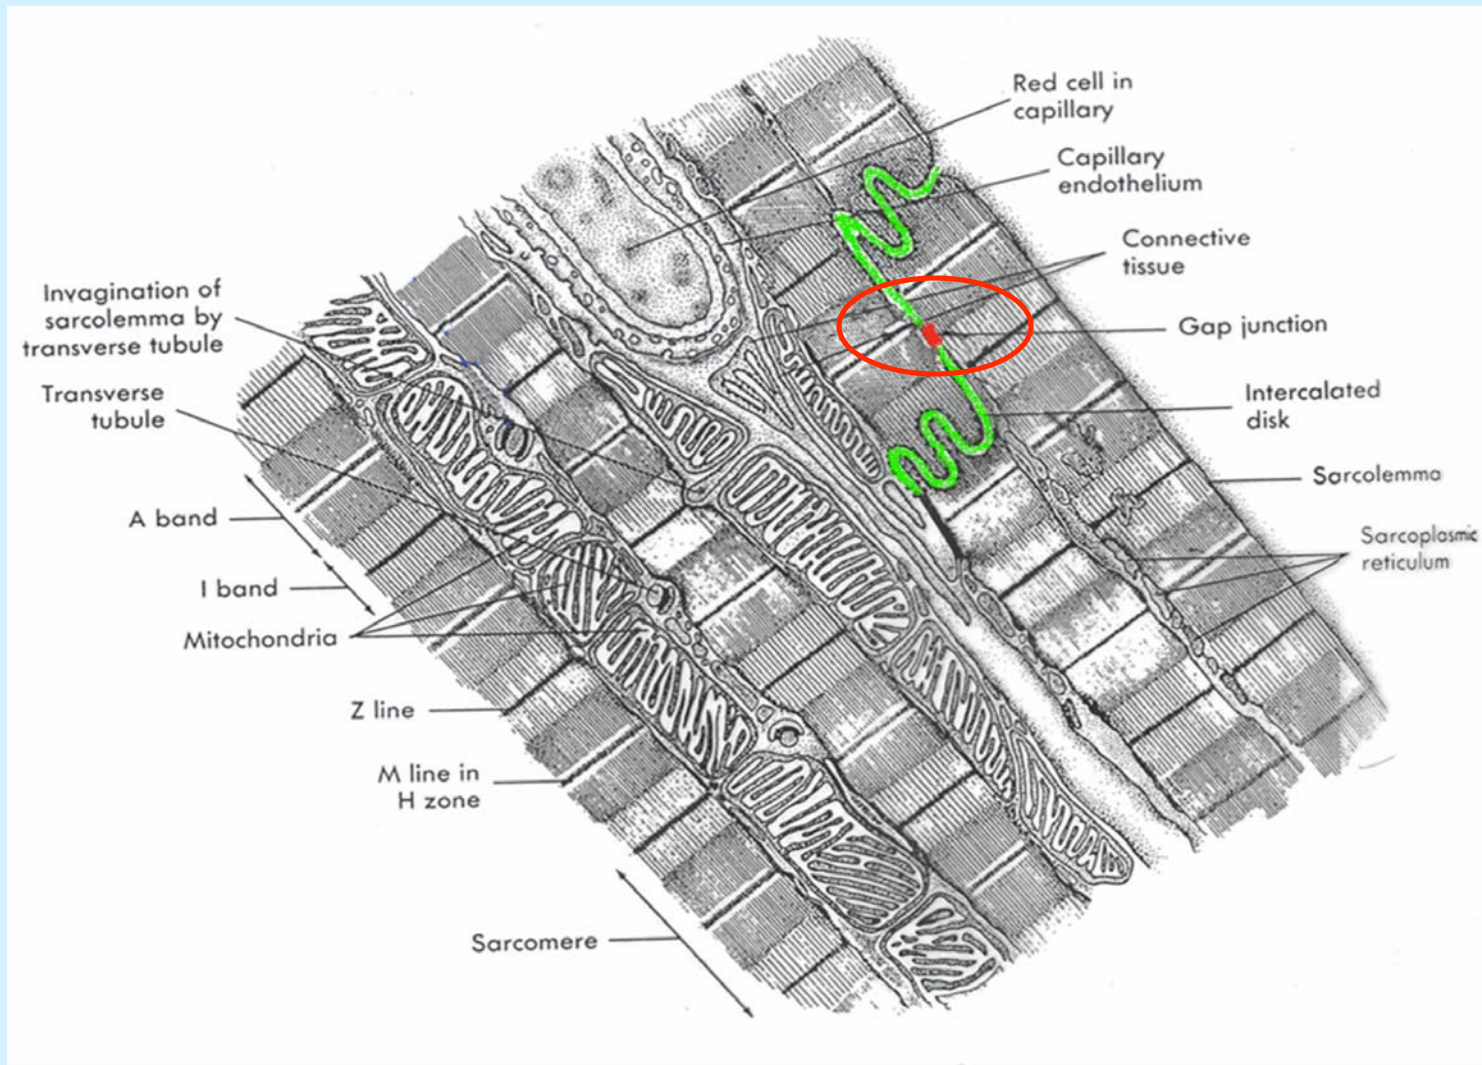 Red cell in
capillary
Capillary
endothelium
Connective
tissue
Gap junction
Intercalated
disk
Sarcolemma
Sarcoplasmic
reticulum
Invagination of
sarcolemma by
transverse tubule
Transverse
tubule
A band
I band
Mitochondria
Z line
M line in
H zone
Sarcomere